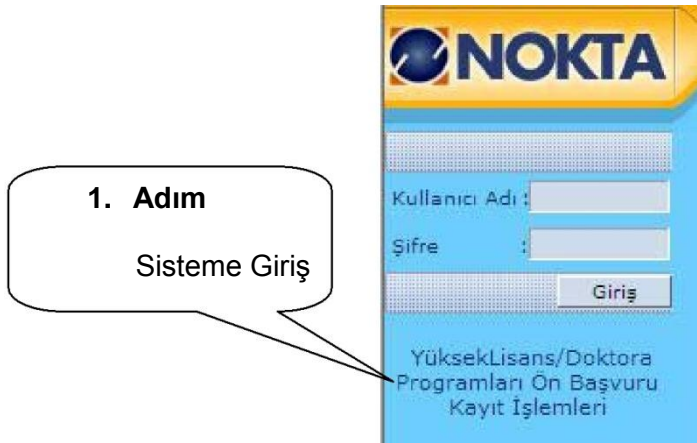 NOKTA
1. Adım
Sisteme Giriş
Kullanıcı Adı :
Şifre :
Giriş
YüksekLisans/Doktora
Programları Ön Başvuru
Kayıt İşlemleri